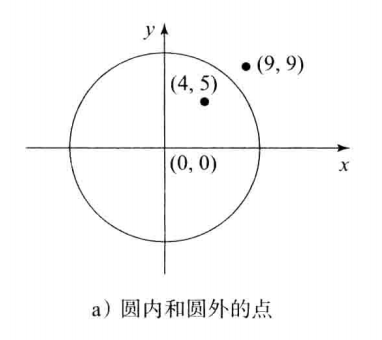 y
(9, 9)
(4, 5)
(0, 0)
x
a）圆内和圆外的点